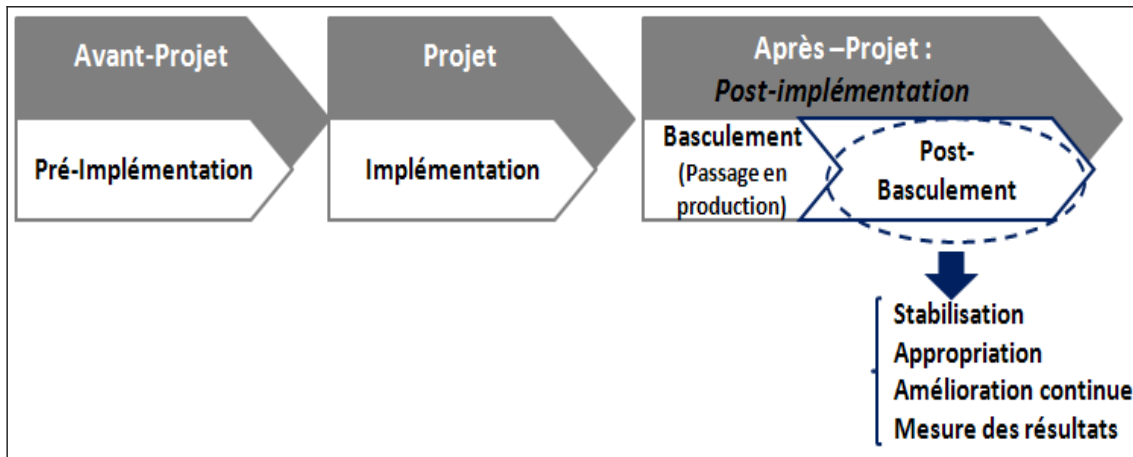 Avant-Projet
Pré-Implémentation
Projet
Implémentation
Après –Projet :
Post-implémentation
Basculement
(Passage en
production)
Post-
Basculement
Stabilisation
Appropriation
Amélioration continue
Mesure des résultats